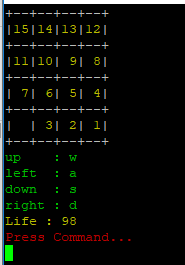 +--+--+--+--+
|15|14|13|12|
+--+--+--+--+
|11|10| 9| 8|
+--+--+--+--+
| 7| 6| 5| 4|
+--+--+--+--+
|  | 3| 2| 1|
+--+--+--+--+
up    : w
left  : a
down  : s
right : d
Life : 98
Press Command...